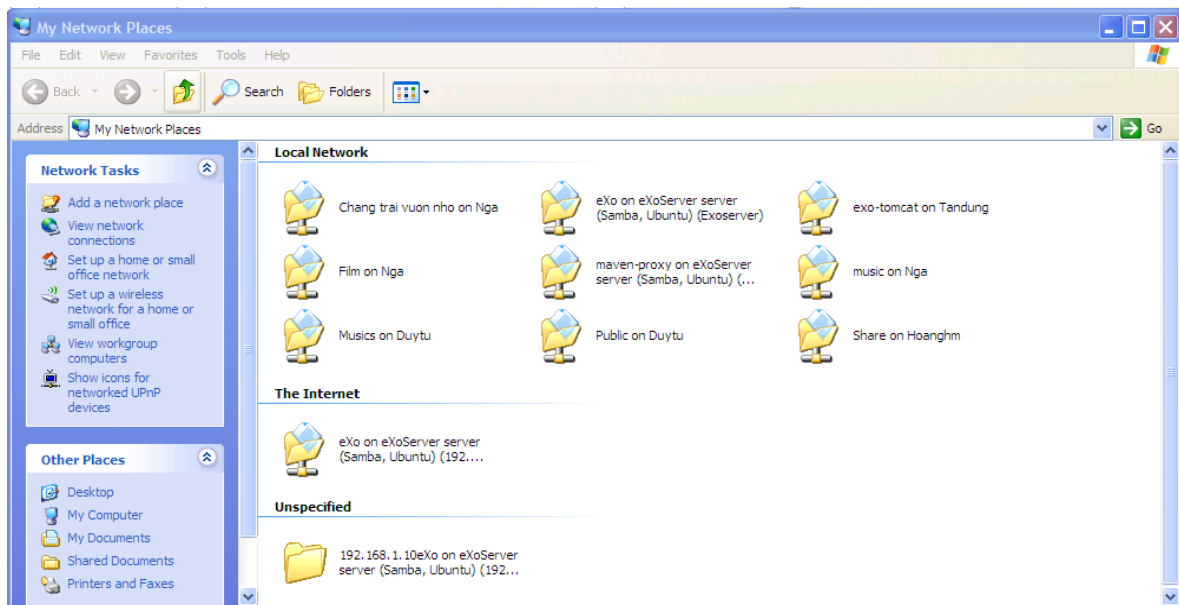 My Network Places
File Edit View Favorites Tools Help
Back Search Folders
Address My Network Places Go
Network Tasks
Add a network place
View network
connections
Set up a home or small
office network
Set up a wireless
network for a home or
small office
View workgroup
computers
Show icons for
networked UPnP
devices
Other Places
Desktop
My Computer
My Documents
Shared Documents
Printers and Faxes
Local Network
Chang trai vuon nho on Nga
eXo on eXoServer server
(Samba, Ubuntu) (Exoserver)
exo-tomcat on Tandung
Film on Nga
maven-proxy on eXoServer
server (Samba, Ubuntu) (...
music on Nga
Musics on Duytu
Public on Duytu
Share on Hoanghm
The Internet
eXo on eXoServer server
(Samba, Ubuntu) (192....
Unspecified
192.168.1.10eXo on eXoServer
server (Samba, Ubuntu) (192...